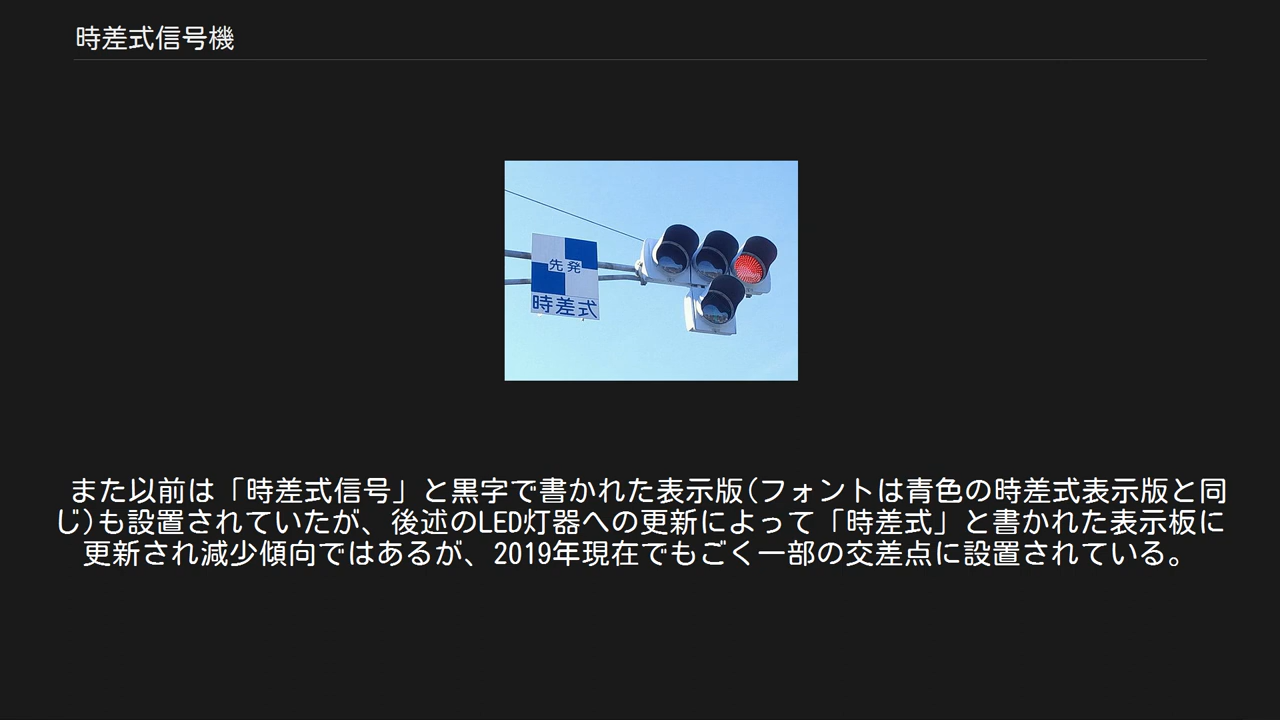 時差式信号機
先発
時差式
また以前は「時差式信号」と黒字で書かれた表示版(フォントは青色の時差式表示版と同
じ)も設置されていたが、後述のLED灯器への更新によって「時差式」と書かれた表示板に
更新され減少傾向ではあるが、2019年現在でもごく一部の交差点に設置されている。